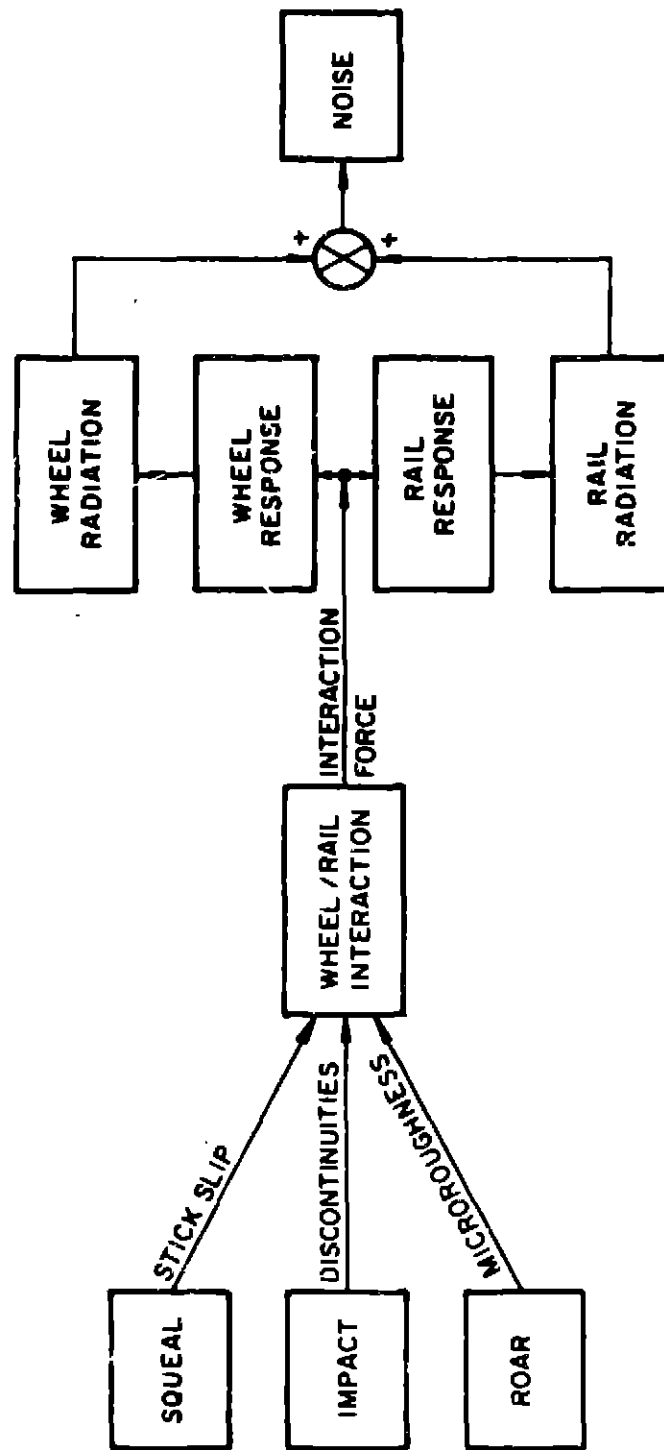 SQUEAL
IMPACT
ROAR
STICK SLIP
DISCONTINUITIES
MICROROUGHNESS
WHEEL / RAIL
INTERACTION
INTERACTION
FORCE
WHEEL
RADIATION
WHEEL
RESPONSE
RAIL
RESPONSE
RAIL
RADIATION
+
+
NOISE